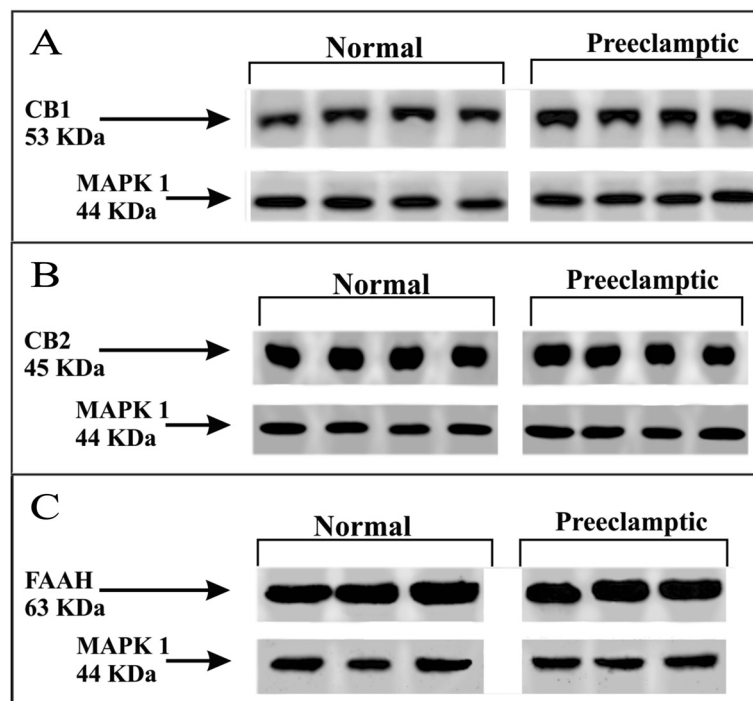 A
Normal
Preeclamptic
CB1
53 KDa
MAPK 1
44 KDa
B
Normal
Preeclamptic
CB2
45 KDa
MAPK 1
44 KDa
C
Normal
Preeclamptic
FAAH
63 KDa
MAPK 1
44 KDa